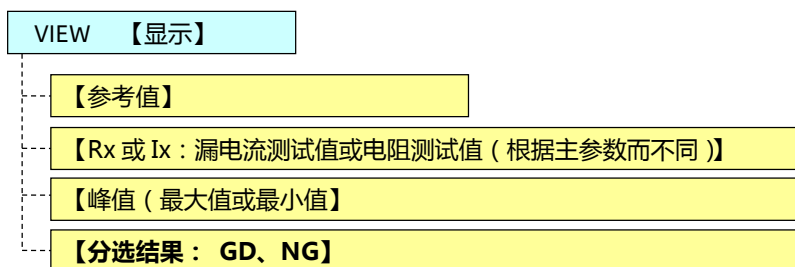 VIEW 【显示】
【参考值】
【Rx 或 Ix：漏电流测试值或电阻测试值（根据主参数而不同）】
【峰值（最大值或最小值】
【分选结果： GD、NG】